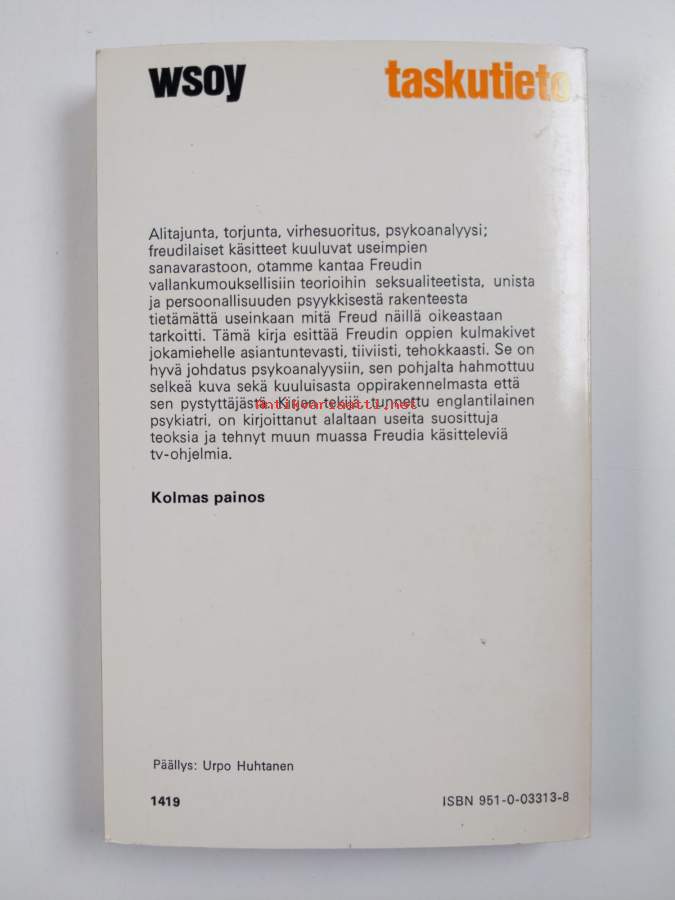 wsoy taskutieto
Alitajunta, torjunta, virhesuoritus, psykoanalyysi;
freudilaiset käsitteet kuuluvat useimpien
sanavarastoon, otamme kantaa Freudin
vallankumouksellisiin teorioihin seksualiteetista, unista
ja persoonallisuuden psyykkisestä rakenteesta
tietämättä useinkaan mitä Freud näillä oikeastaan
tarkoitti. Tämä kirja esittää Freudin oppien kulmakivet
jokamiehelle asiantuntevasti, tiiviisti, tehokkaasti. Se on
hyvä johdatus psykoanalyysiin, sen pohjalta hahmottuu
selkeä kuva sekä kuuluisasta oppirakennelmasta että
sen pystyttäjästä. Kirjan tekijä, tunnettu englantilainen
antikvariaatti.net
psykiatri, on kirjoittanut alaltaan useita suosittuja
teoksia ja tehnyt muun muassa Freudia käsitteleviä
tv-ohjelmia.
Kolmas painos
Päällys: Urpo Huhtanen
1419 ISBN 951-0-03313-8